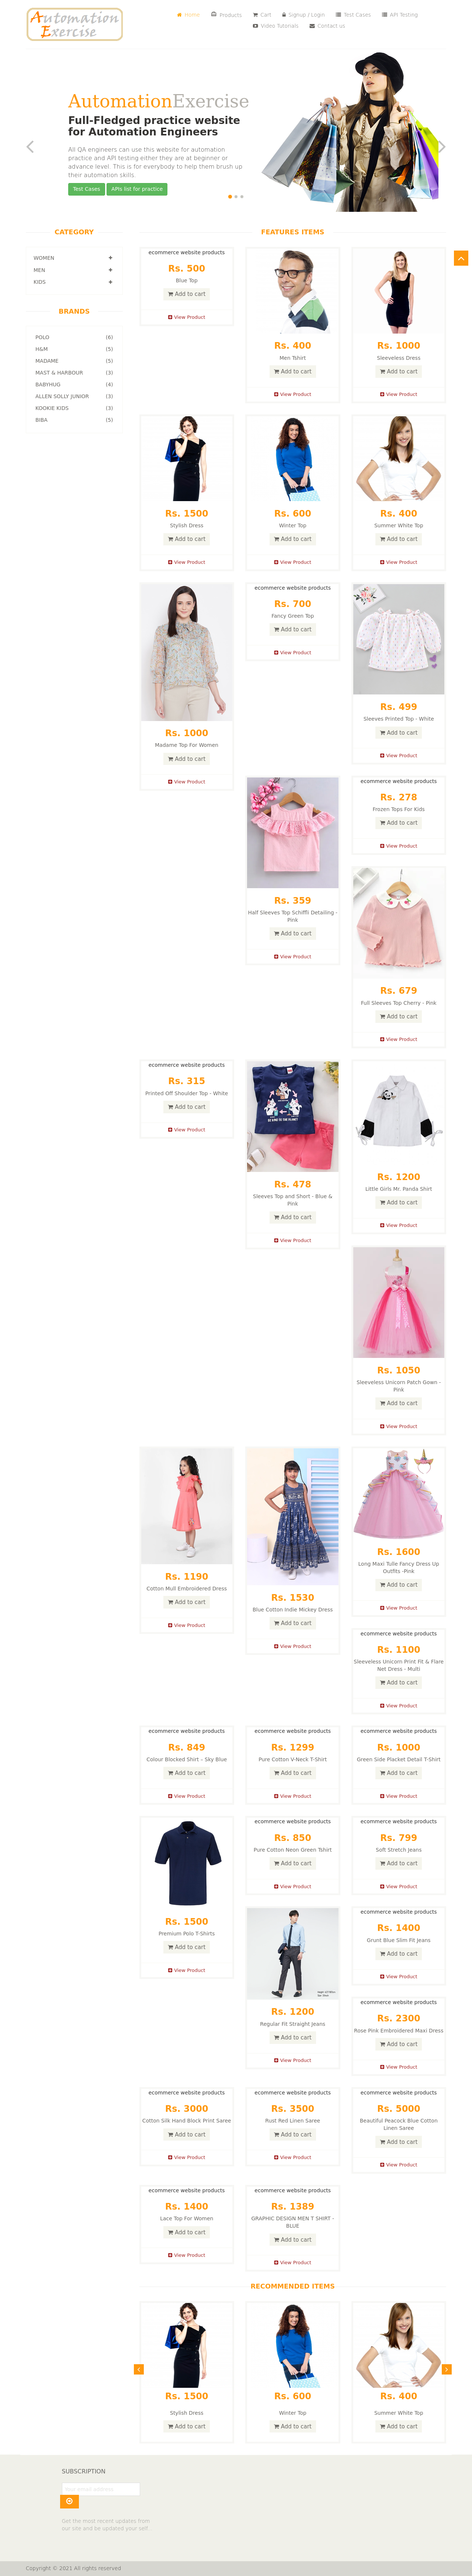 Automation
Exercise
Home
Products
Cart
Signup / Login
Test Cases
API Testing
Video Tutorials
Contact us
AutomationExercise
Full-Fledged practice website
for Automation Engineers
All QA engineers can use this website for automation
practice and API testing either they are at beginner or
advance level. This is for everybody to help them brush up
their automation skills.
Test Cases
APIs list for practice
CATEGORY
WOMEN
MEN
KIDS
BRANDS
POLO (6)
H&M (5)
MADAME (5)
MAST & HARBOUR (3)
BABYHUG (4)
ALLEN SOLLY JUNIOR (3)
KOOKIE KIDS (3)
BIBA (5)
FEATURES ITEMS
ecommerce website products
Rs. 500
Blue Top
Add to cart
View Product
Rs. 400
Men Tshirt
Add to cart
View Product
Rs. 1000
Sleeveless Dress
Add to cart
View Product
Rs. 1500
Stylish Dress
Add to cart
View Product
Rs. 600
Winter Top
Add to cart
View Product
Rs. 400
Summer White Top
Add to cart
View Product
Rs. 1000
Madame Top For Women
Add to cart
View Product
ecommerce website products
Rs. 700
Fancy Green Top
Add to cart
View Product
Rs. 499
Sleeves Printed Top - White
Add to cart
View Product
Rs. 359
Half Sleeves Top Schiffli Detailing -
Pink
Add to cart
View Product
ecommerce website products
Rs. 278
Frozen Tops For Kids
Add to cart
View Product
Rs. 679
Full Sleeves Top Cherry - Pink
Add to cart
View Product
ecommerce website products
Rs. 315
Printed Off Shoulder Top - White
Add to cart
View Product
Rs. 478
Sleeves Top and Short - Blue &
Pink
Add to cart
View Product
Rs. 1200
Little Girls Mr. Panda Shirt
Add to cart
View Product
Rs. 1050
Sleeveless Unicorn Patch Gown -
Pink
Add to cart
View Product
Rs. 1190
Cotton Mull Embroidered Dress
Add to cart
View Product
Rs. 1530
Blue Cotton Indie Mickey Dress
Add to cart
View Product
Rs. 1600
Long Maxi Tulle Fancy Dress Up
Outfits -Pink
Add to cart
View Product
ecommerce website products
Rs. 1100
Sleeveless Unicorn Print Fit & Flare
Net Dress - Multi
Add to cart
View Product
ecommerce website products
Rs. 849
Colour Blocked Shirt – Sky Blue
Add to cart
View Product
ecommerce website products
Rs. 1299
Pure Cotton V-Neck T-Shirt
Add to cart
View Product
ecommerce website products
Rs. 1000
Green Side Placket Detail T-Shirt
Add to cart
View Product
Rs. 1500
Premium Polo T-Shirts
Add to cart
View Product
ecommerce website products
Rs. 850
Pure Cotton Neon Green Tshirt
Add to cart
View Product
ecommerce website products
Rs. 799
Soft Stretch Jeans
Add to cart
View Product
Rs. 1200
Regular Fit Straight Jeans
Add to cart
View Product
ecommerce website products
Rs. 1400
Grunt Blue Slim Fit Jeans
Add to cart
View Product
ecommerce website products
Rs. 2300
Rose Pink Embroidered Maxi Dress
Add to cart
View Product
ecommerce website products
Rs. 3000
Cotton Silk Hand Block Print Saree
Add to cart
View Product
ecommerce website products
Rs. 3500
Rust Red Linen Saree
Add to cart
View Product
ecommerce website products
Rs. 5000
Beautiful Peacock Blue Cotton
Linen Saree
Add to cart
View Product
ecommerce website products
Rs. 1400
Lace Top For Women
Add to cart
View Product
ecommerce website products
Rs. 1389
GRAPHIC DESIGN MEN T SHIRT -
BLUE
Add to cart
View Product
RECOMMENDED ITEMS
Rs. 1500
Stylish Dress
Add to cart
Rs. 600
Winter Top
Add to cart
Rs. 400
Summer White Top
Add to cart
SUBSCRIPTION
Your email address
Get the most recent updates from
our site and be updated your self...
Copyright © 2021 All rights reserved